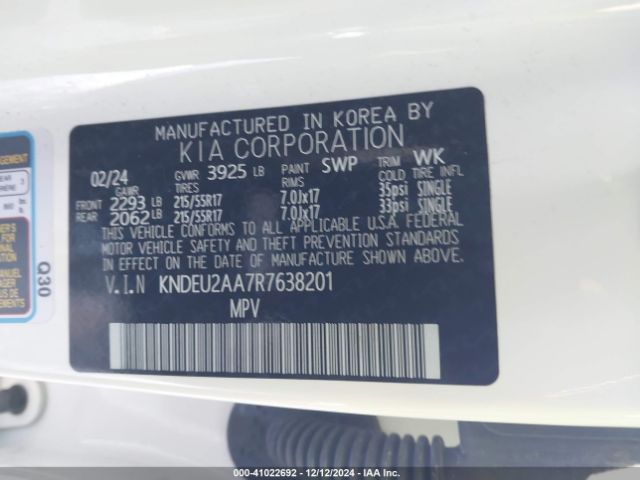 MANUFACTURED IN KOREA BY
KIA CORPORATION
02/24 GVWR 3925 LB PAINT SWP TRIM WK
GAWR TIRES RIMS COLD TIRE INFL
FRONT 2293 LB 215/55R17 7.0Jx17 35psi SINGLE
REAR 2062 LB 215/55R17 7.0Jx17 33psi SINGLE
THIS VEHICLE CONFORMS TO ALL APPLICABLE U.S.A. FEDERAL
MOTOR VEHICLE SAFETY AND THEFT PREVENTION STANDARDS
IN EFFECT ON THE DATE OF MANUFACTURE SHOWN ABOVE.
V.I.N KNDEU2AA7R7638201
MPV
Q30
000-41022692 - 12/12/2024 - IAA Inc.